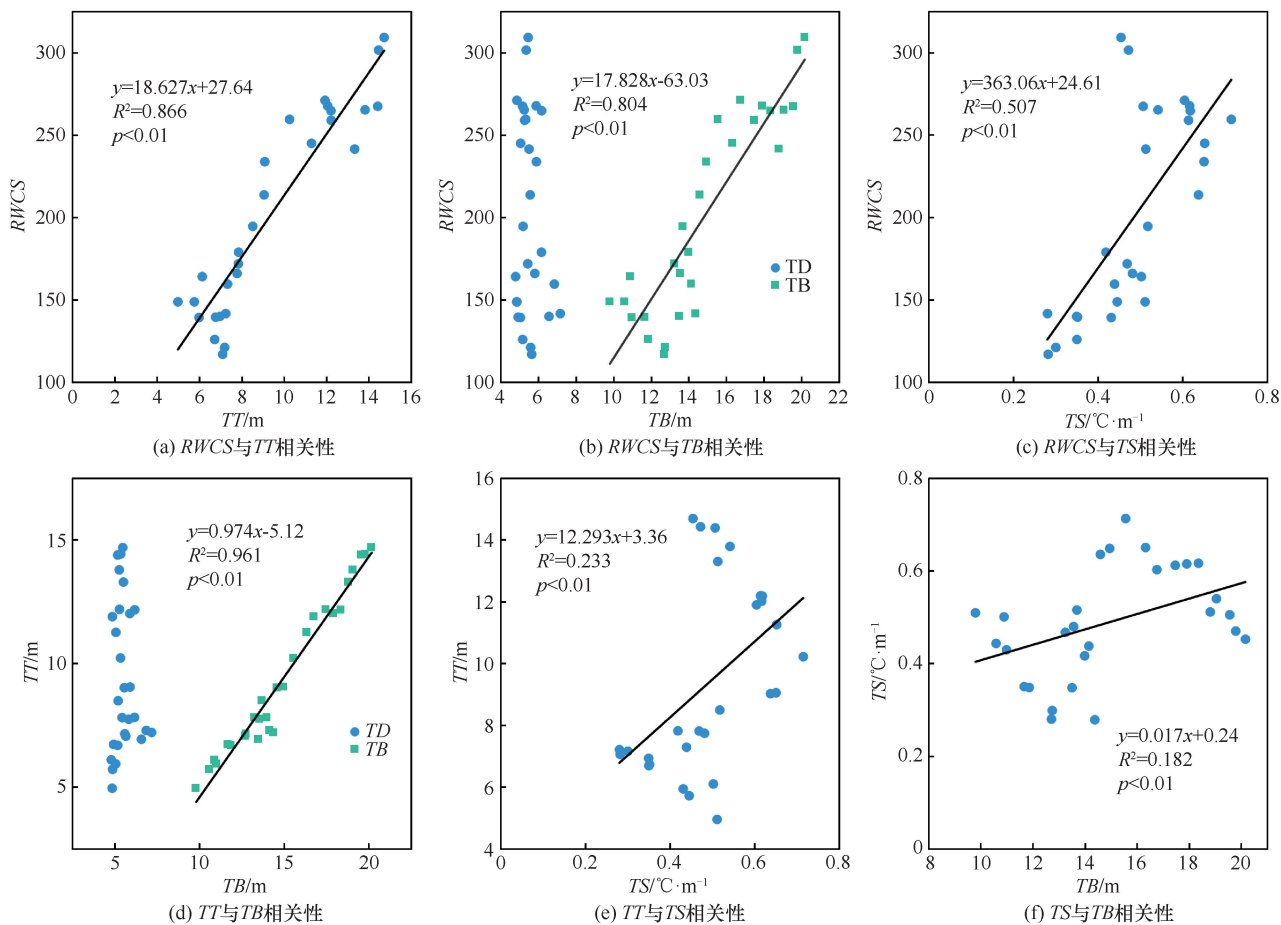 300
250
200
150
100
RWCS
y=18.627x+27.64
R²=0.866
p<0.01
0 2 4 6 8 10 12 14 16
TT/m
(a) RWCS与TT相关性
300
250
200
150
100
RWCS
y=17.828x-63.03
R²=0.804
p<0.01
TD
TB
4 6 8 10 12 14 16 18 20 22
TB/m
(b) RWCS与TB相关性
300
250
200
150
100
RWCS
y=363.06x+24.61
R²=0.507
p<0.01
0 0.2 0.4 0.6 0.8
TS/℃·m⁻¹
(c) RWCS与TS相关性
15
10
5
TT/m
y=0.974x-5.12
R²=0.961
p<0.01
TD
TB
5 10 15 20
TB/m
(d) TT与TB相关性
16
14
12
10
8
6
4
TT/m
y=12.293x+3.36
R²=0.233
p<0.01
0 0.2 0.4 0.6 0.8
TS/℃·m⁻¹
(e) TT与TS相关性
0.8
0.6
0.4
0.2
0
TS/℃·m⁻¹
y=0.017x+0.24
R²=0.182
p<0.01
8 10 12 14 16 18 20
TB/m
(f) TS与TB相关性